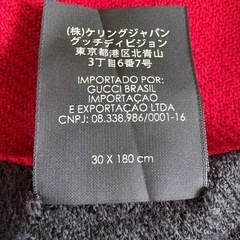 (株)ケリングジャパン
グッチディビジョン
東京都港区北青山
3丁目6番7号
IMPORTADO POR:
GUCCI BRASIL
IMPORTAÇAO
E EXPORTAÇÃO LTDA
CNPJ: 08.338.986/0001-16
30 X 180 cm